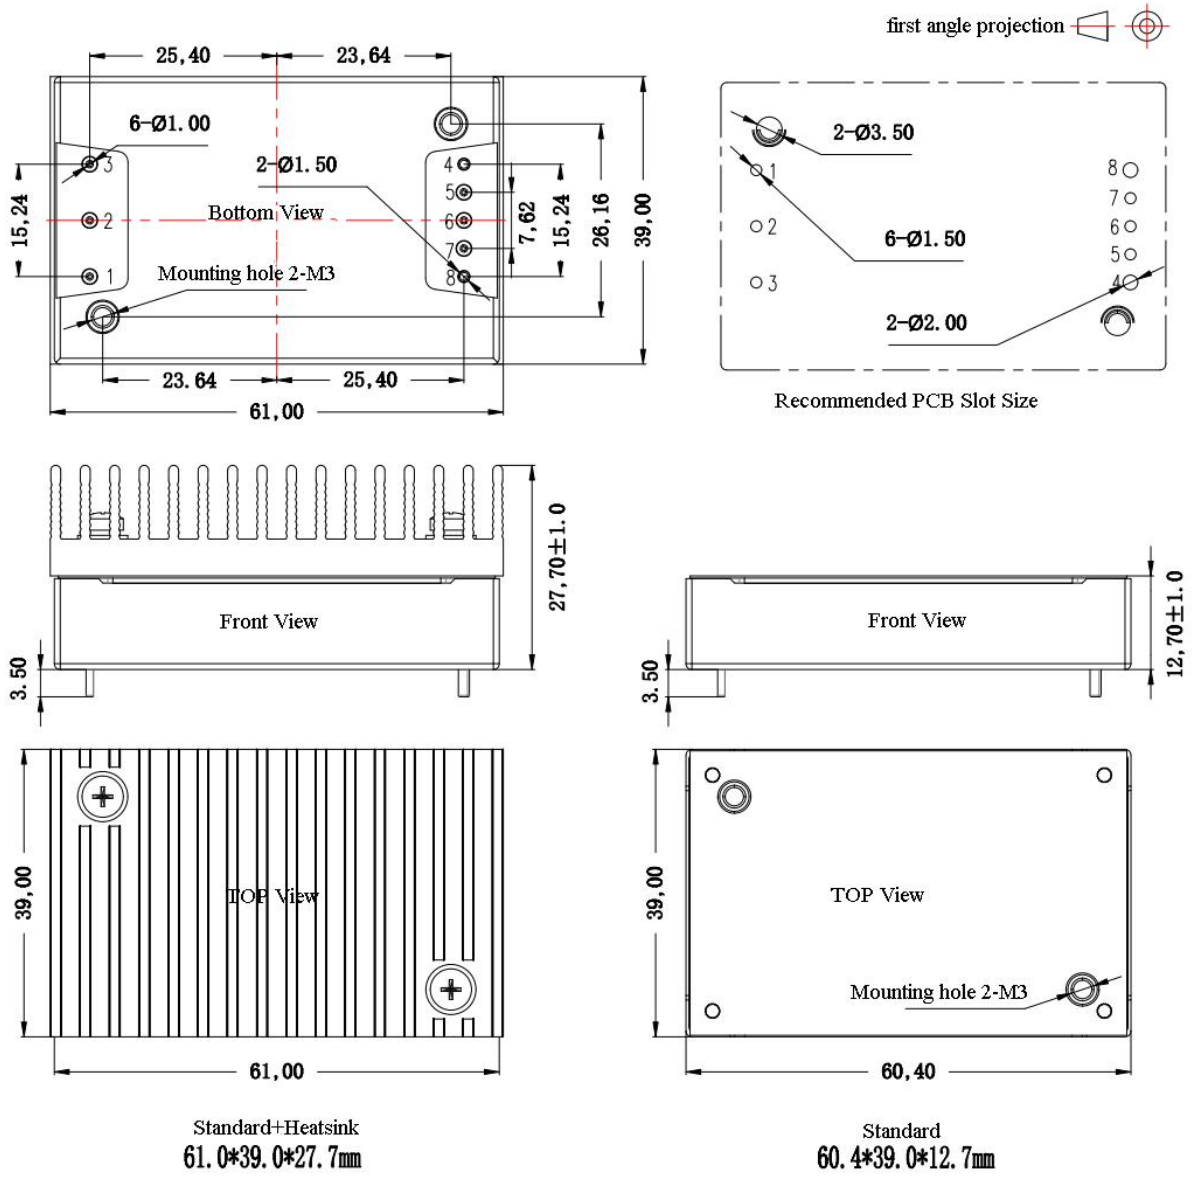 first angle projection
25,40
23,64
6-Ø1.00
3
4
2-Ø1.50
5
15,24
Bottom View
2
6
7,62
15,24
26,16
39,00
7
Mounting hole 2-M3
1
8
23.64
25,40
61,00
2-Ø3.50
1
8
7
2
6
6-Ø1.50
5
3
4
2-Ø2.00
Recommended PCB Slot Size
27,70±1.0
Front View
3.50
Front View
12,70±1.0
3.50
39,00
TOP View
61,00
39,00
TOP View
Mounting hole 2-M3
60,40
Standard+Heatsink
61.0*39.0*27.7mm
Standard
60.4*39.0*12.7mm